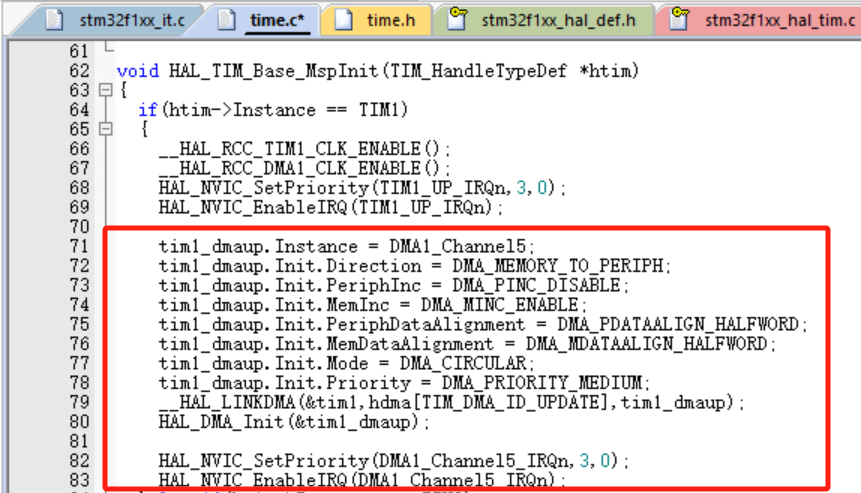 stm32f1xx_it.c time.c* time.h stm32f1xx_hal_def.h stm32f1xx_hal_tim.c
61
62 void HAL_TIM_Base_MspInit(TIM_HandleTypeDef *htim)
63 {
64 if(htim->Instance == TIM1)
65 {
66 __HAL_RCC_TIM1_CLK_ENABLE();
67 __HAL_RCC_DMA1_CLK_ENABLE();
68 HAL_NVIC_SetPriority(TIM1_UP_IRQn,3,0);
69 HAL_NVIC_EnableIRQ(TIM1_UP_IRQn);
70
71 tim1_dmaup.Instance = DMA1_Channel5;
72 tim1_dmaup.Init.Direction = DMA_MEMORY_TO_PERIPH;
73 tim1_dmaup.Init.PeriphInc = DMA_PINC_DISABLE;
74 tim1_dmaup.Init.MemInc = DMA_MINC_ENABLE;
75 tim1_dmaup.Init.PeriphDataAlignment = DMA_PDATAALIGN_HALFWORD;
76 tim1_dmaup.Init.MemDataAlignment = DMA_MDATAALIGN_HALFWORD;
77 tim1_dmaup.Init.Mode = DMA_CIRCULAR;
78 tim1_dmaup.Init.Priority = DMA_PRIORITY_MEDIUM;
79 __HAL_LINKDMA(&tim1,hdma[TIM_DMA_ID_UPDATE],tim1_dmaup);
80 HAL_DMA_Init(&tim1_dmaup);
81
82 HAL_NVIC_SetPriority(DMA1_Channel5_IRQn,3,0);
83 HAL_NVIC_EnableIRQ(DMA1_Channel5_IRQn);